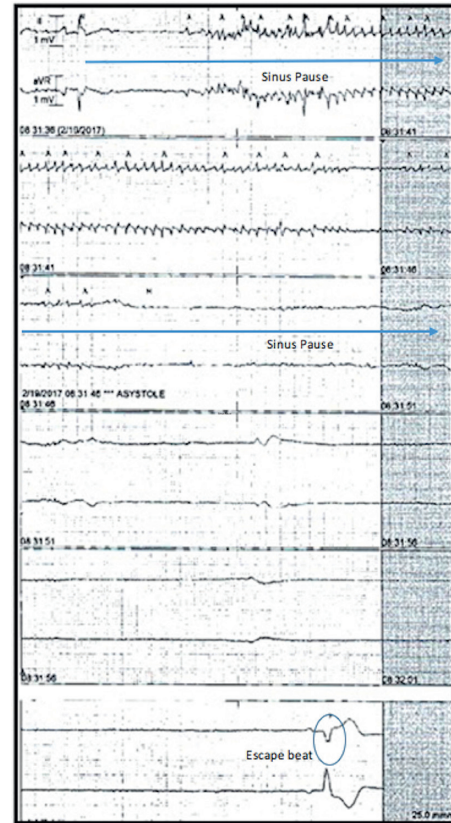 II
1 mV
Sinus Pause
aVR
1 mV
08:31:36 (2/19/2017) 08:31:41
A A A A A A A A A A A
08:31:41 08:31:46
A A N
Sinus Pause
2/19/2017 08:31:46 *** ASYSTOLE
08:31:46 08:31:51
08:31:51 08:31:56
08:31:56 08:32:01
Escape beat
25.0 mm/